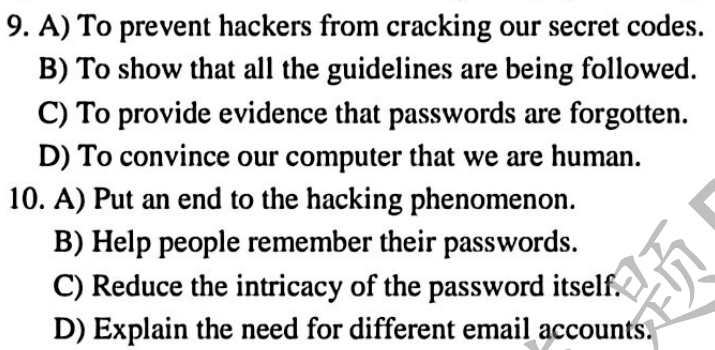 9. A) To prevent hackers from cracking our secret codes.
B) To show that all the guidelines are being followed.
C) To provide evidence that passwords are forgotten.
D) To convince our computer that we are human.
10. A) Put an end to the hacking phenomenon.
B) Help people remember their passwords.
C) Reduce the intricacy of the password itself.
D) Explain the need for different email accounts.
题